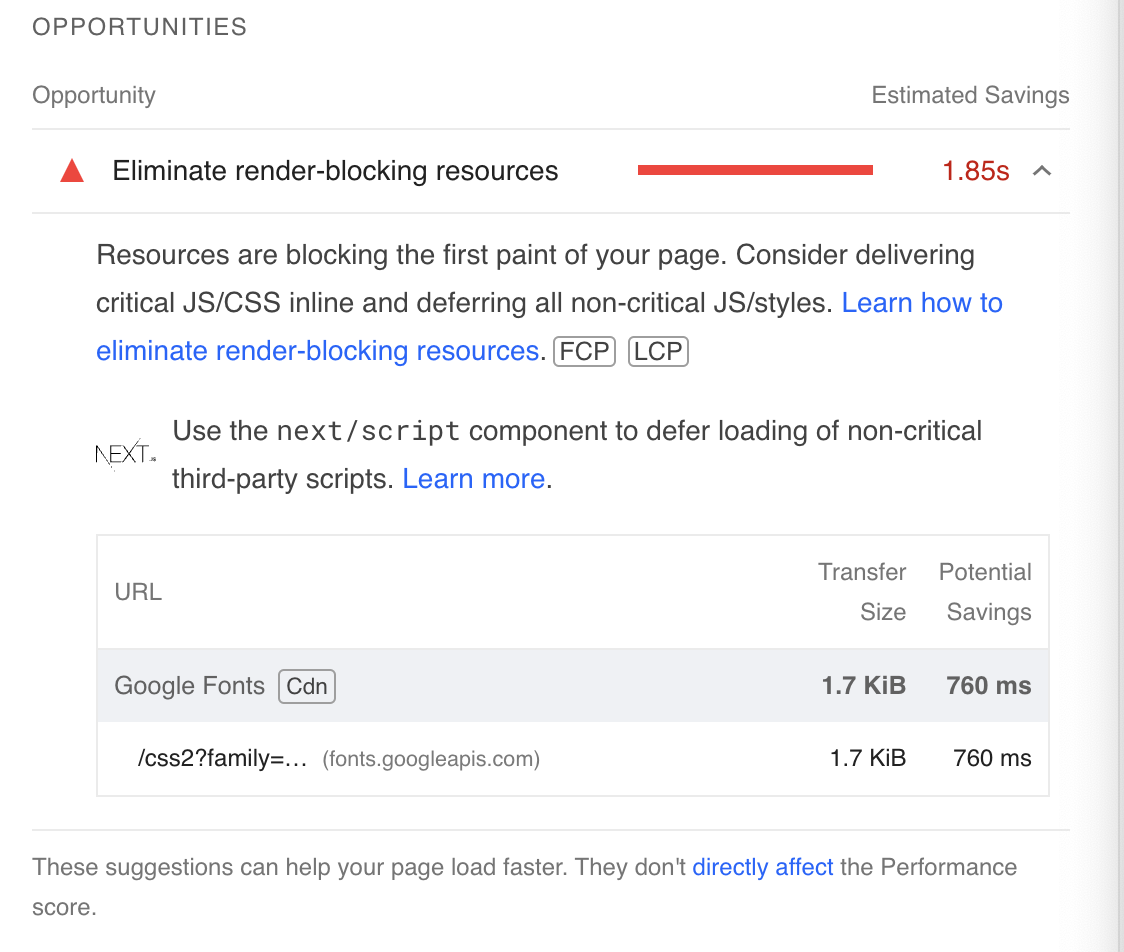 OPPORTUNITIES
Opportunity Estimated Savings
Eliminate render-blocking resources 1.85s
Resources are blocking the first paint of your page. Consider delivering
critical JS/CSS inline and deferring all non-critical JS/styles. Learn how to
eliminate render-blocking resources. FCP LCP
Use the next/script component to defer loading of non-critical
NEXT.JS
third-party scripts. Learn more.
Transfer Potential
URL
Size Savings
Google Fonts Cdn 1.7 KiB 760 ms
/css2?family=… (fonts.googleapis.com) 1.7 KiB 760 ms
These suggestions can help your page load faster. They don't directly affect the Performance
score.